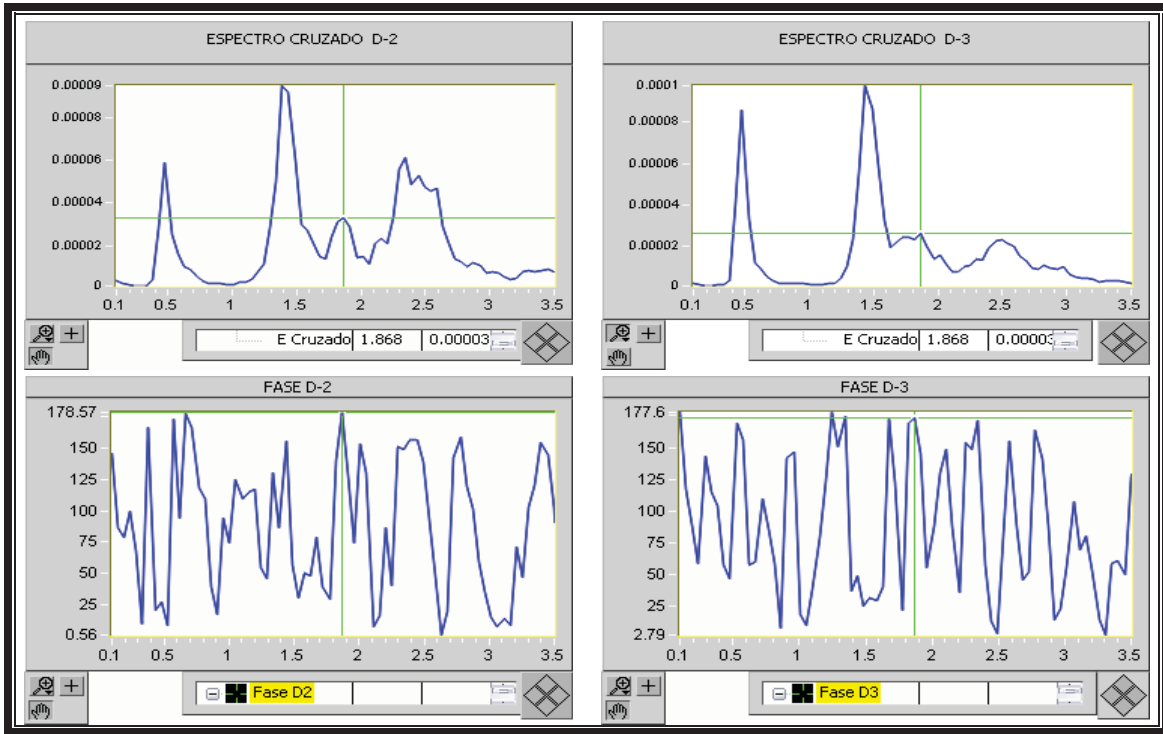 ESPECTRO CRUZADO D-2
0.00009
0.00008
0.00006
0.00004
0.00002
0
0.1 0.5 1 1.5 2 2.5 3 3.5
E Cruzado 1.868 0.00003
ESPECTRO CRUZADO D-3
0.0001
0.00008
0.00006
0.00004
0.00002
0
0.1 0.5 1 1.5 2 2.5 3 3.5
E Cruzado 1.868 0.00003
FASE D-2
178.57
150
125
100
75
50
25
0.56
0.1 0.5 1 1.5 2 2.5 3 3.5
Fase D2
FASE D-3
177.6
150
125
100
75
50
25
2.79
0.1 0.5 1 1.5 2 2.5 3 3.5
Fase D3